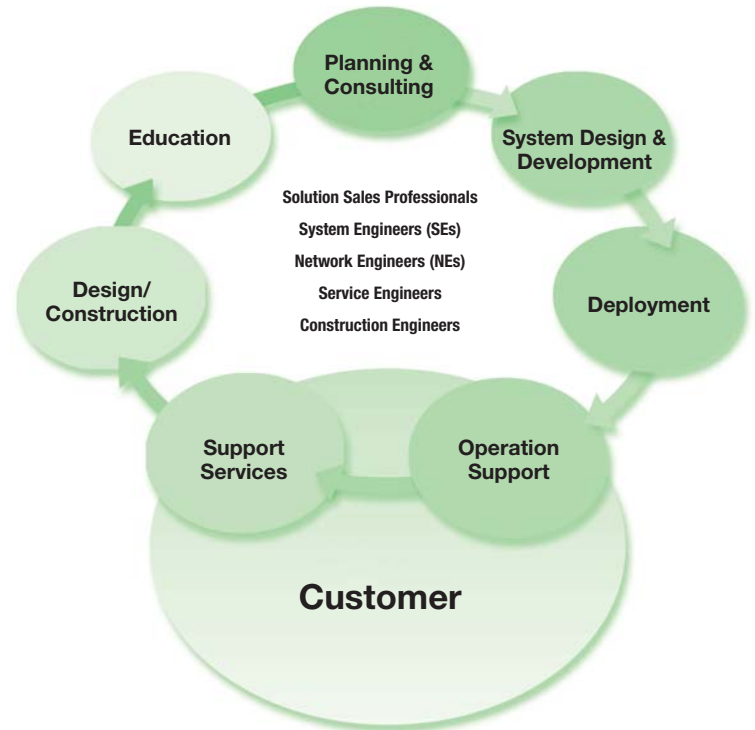 Planning &
Consulting
System Design &
Development
Deployment
Operation
Support
Support
Services
Design/
Construction
Education
Solution Sales Professionals
System Engineers (SEs)
Network Engineers (NEs)
Service Engineers
Construction Engineers
Customer